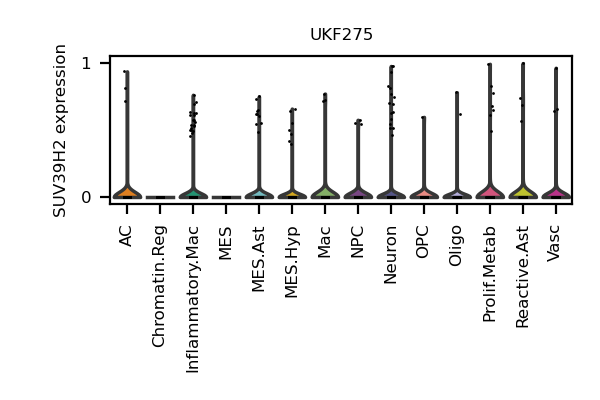 UKF275
SUV39H2 expression
1
0
AC
Chromatin.Reg
Inflammatory.Mac
MES
MES.Ast
MES.Hyp
Mac
NPC
Neuron
OPC
Oligo
Prolif.Metab
Reactive.Ast
Vasc